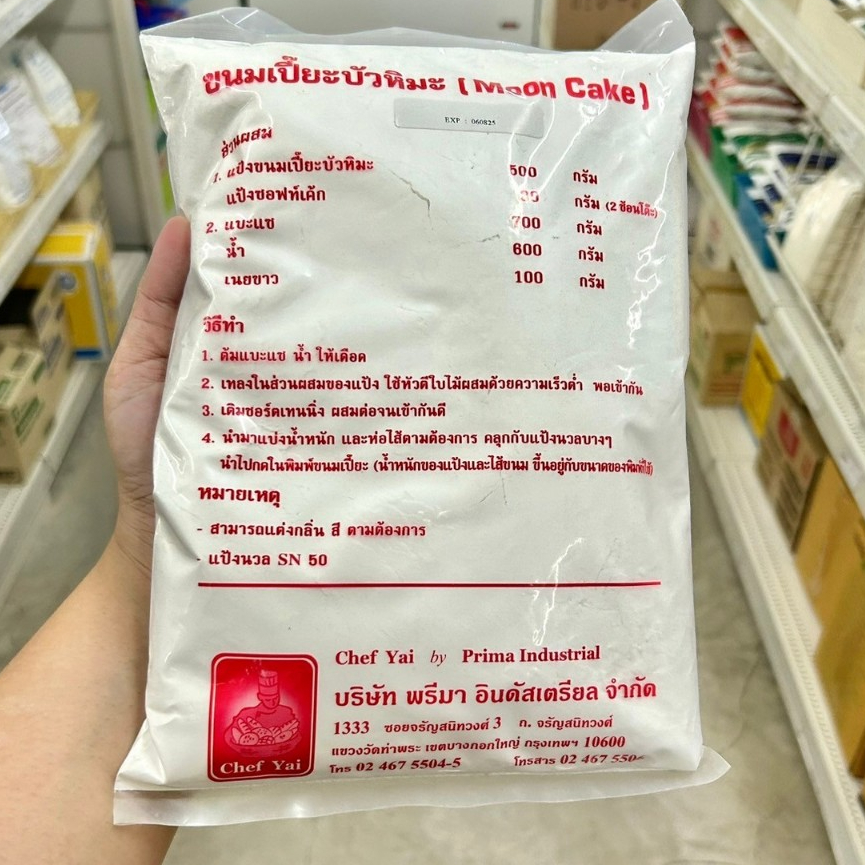 ขนมเปี๊ยะบัวหิมะ (Moon Cake)
EXP : 060825
ส่วนผสม
1. แป้งขนมเปี๊ยะบัวหิมะ 500 กรัม
แป้งซอฟท์เค้ก กรัม (2 ช้อนโต๊ะ)
2. แบะแซ 700 กรัม
น้ำ 600 กรัม
เนยขาว 100 กรัม
วิธีทำ
1. ต้มแบะแซ น้ำ ให้เดือด
2. เทลงในส่วนผสมของแป้ง ใช้หัวตีใบไม้ผสมด้วยความเร็วต่ำ พอเข้ากัน
3. เติมชอร์ตเทนนิ่ง ผสมต่อจนเข้ากันดี
4. นำมาแบ่งน้ำหนัก และห่อไส้ตามต้องการ คลุกกับแป้งนวลบางๆ
นำไปกดในพิมพ์ขนมเปี๊ยะ (น้ำหนักของแป้งและไส้ขนม ขึ้นอยู่กับขนาดของพิมพ์ที่ใช้)
หมายเหตุ
- สามารถแต่งกลิ่น สี ตามต้องการ
- แป้งนวล SN 50
Chef Yai by Prima Industrial
บริษัท พรีมา อินดัสเตรียล จำกัด
1333 ซอยจรัญสนิทวงศ์ 3 ถ. จรัญสนิทวงศ์
แขวงวัดท่าพระ เขตบางกอกใหญ่ กรุงเทพฯ 10600
โทร 02 467 5504-5 โทรสาร 02 467
Chef Yai